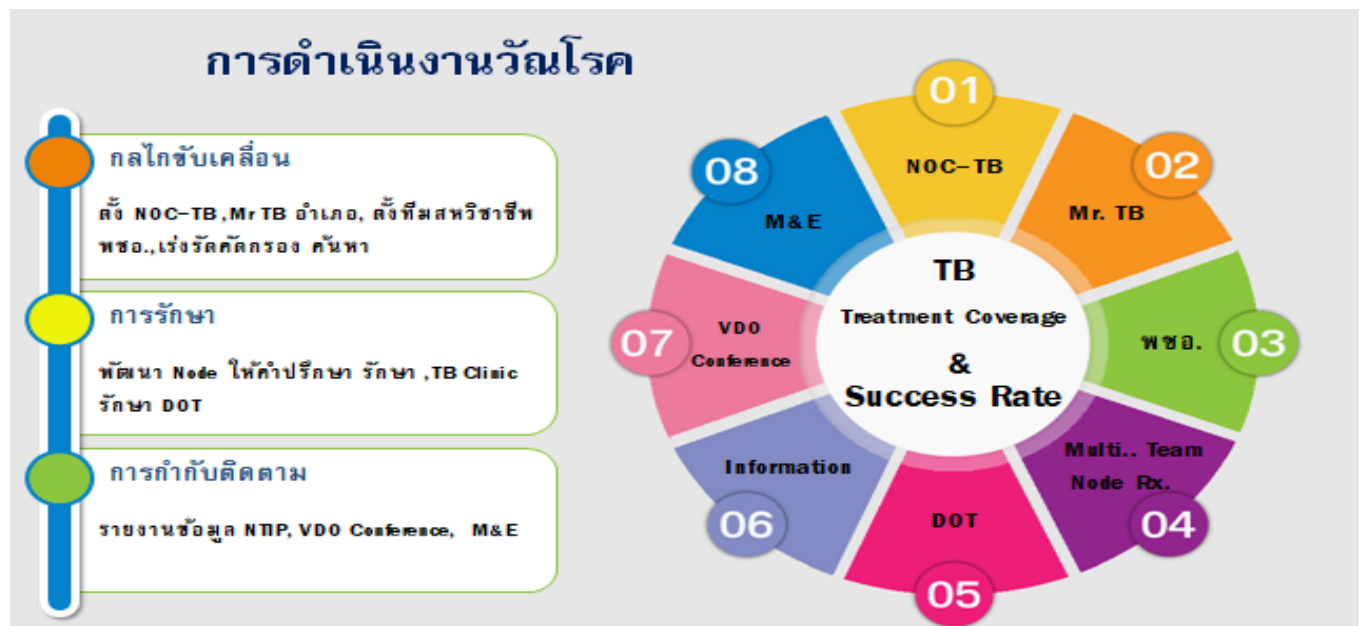 การดำเนินงานวัณโรค
กลไกขับเคลื่อน
ตั้ง NOC-TB ,Mr TB อำเภอ, ตั้งทีมสหวิชาชีพ
พชอ.,เร่งรัดคัดกรอง ค้นหา
การรักษา
พัฒนา Node ให้คำปรึกษา รักษา ,TB Clinic
รักษา DOT
การกำกับติดตาม
รายงานข้อมูล NTIP, VDO Conference, M&E
01
NOC-TB
02
Mr. TB
03
พชอ.
04
Multi.. Team
Node Rx.
05
DOT
06
Information
07
VDO
Conference
08
M&E
TB
Treatment Coverage
&
Success Rate